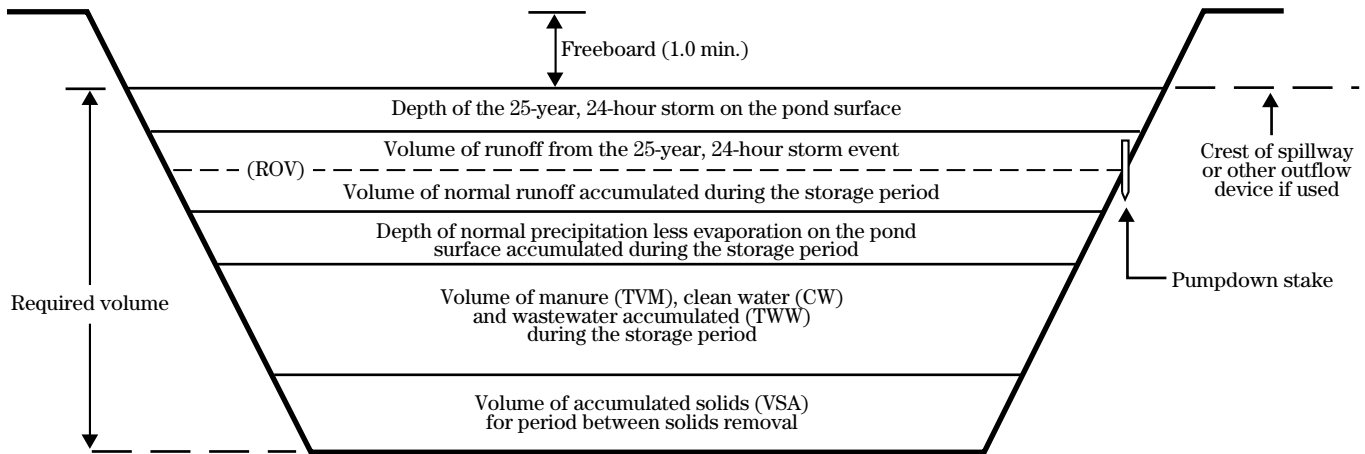 Freeboard (1.0 min.)
Depth of the 25-year, 24-hour storm on the pond surface
Volume of runoff from the 25-year, 24-hour storm event
(ROV)
Volume of normal runoff accumulated during the storage period
Depth of normal precipitation less evaporation on the pond
surface accumulated during the storage period
Volume of manure (TVM), clean water (CW)
and wastewater accumulated (TWW)
during the storage period
Volume of accumulated solids (VSA)
for period between solids removal
Required volume
Crest of spillway
or other outflow
device if used
Pumpdown stake